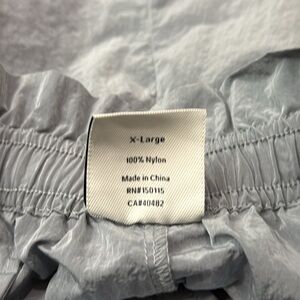 X-Large
100% Nylon
Made in China
RN#150115
CA#40482